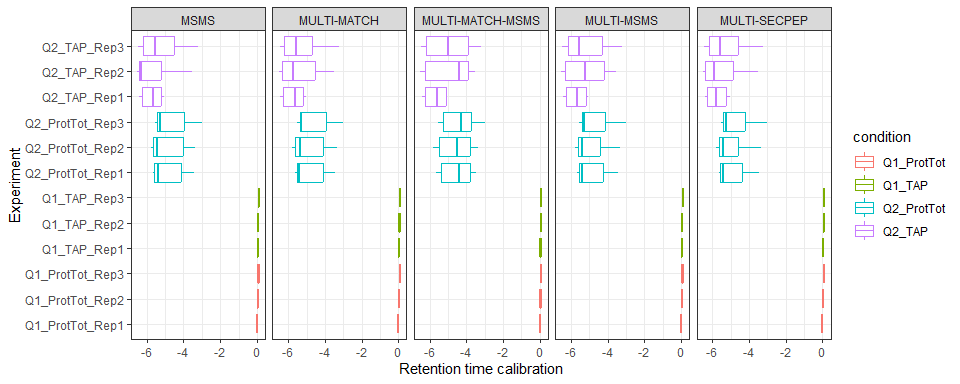 MSMS MULTI-MATCH MULTI-MATCH-MSMS MULTI-MSMS MULTI-SECPEP
Experiment
Q2_TAP_Rep3
Q2_TAP_Rep2
Q2_TAP_Rep1
Q2_ProtTot_Rep3
Q2_ProtTot_Rep2
Q2_ProtTot_Rep1
Q1_TAP_Rep3
Q1_TAP_Rep2
Q1_TAP_Rep1
Q1_ProtTot_Rep3
Q1_ProtTot_Rep2
Q1_ProtTot_Rep1
-6 -4 -2 0 -6 -4 -2 0 -6 -4 -2 0 -6 -4 -2 0 -6 -4 -2 0
Retention time calibration
condition
Q1_ProtTot
Q1_TAP
Q2_ProtTot
Q2_TAP